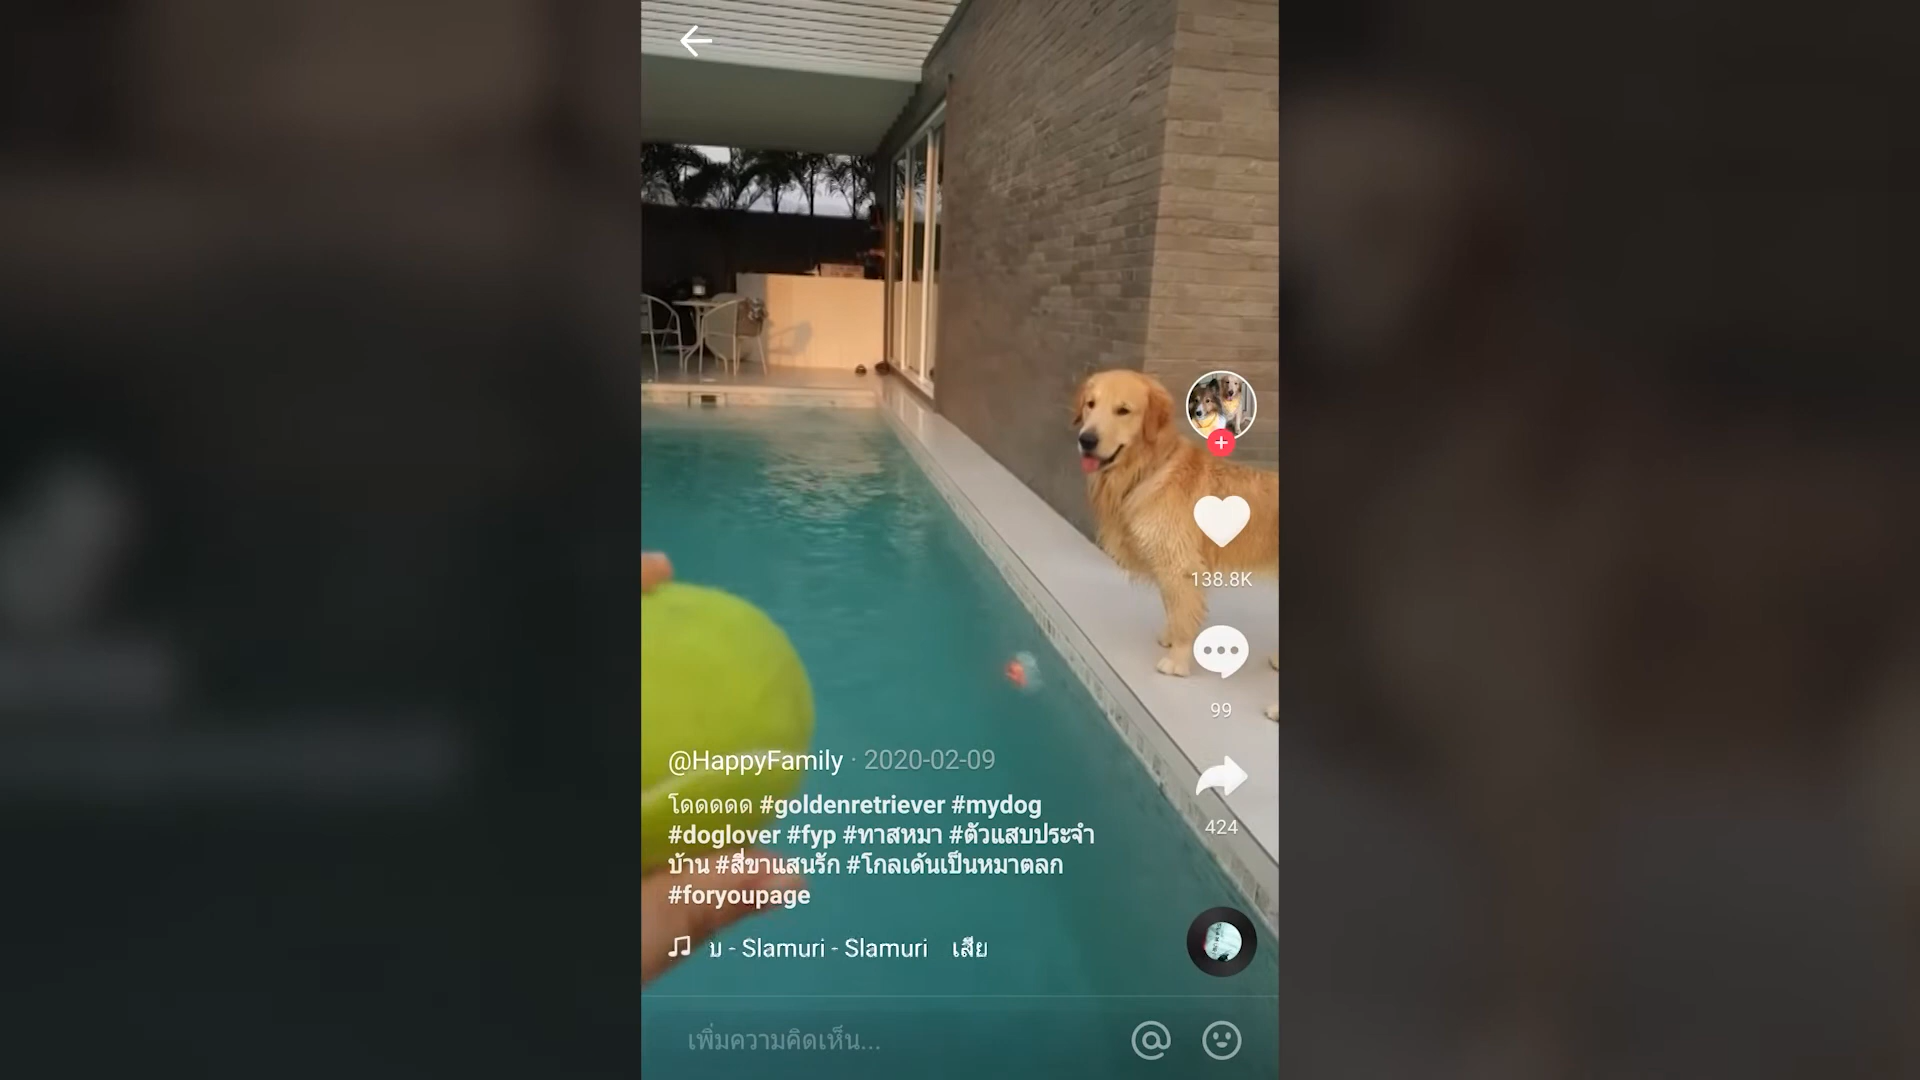 138.8K
99
@HappyFamily · 2020-02-09
โดดดดด #goldenretriever #mydog
#doglover #fyp #ทาสหมา #ตัวแสบประจำ
บ้าน #สี่ขาแสนรัก #โกลเด้นเป็นหมาตลก
#foryoupage
424
บ - Slamuri - Slamuri เสีย
เพิ่มความคิดเห็น...